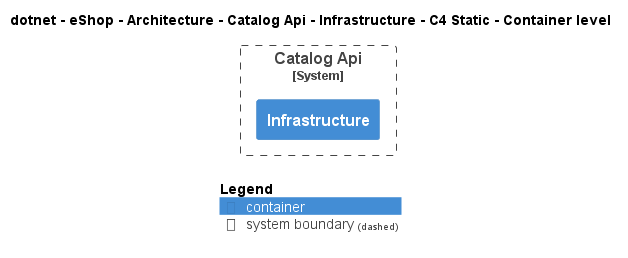 dotnet - eShop - Architecture - Catalog Api - Infrastructure - C4 Static - Container level
Catalog Api
[System]
Infrastructure
Legend
container
system boundary (dashed)